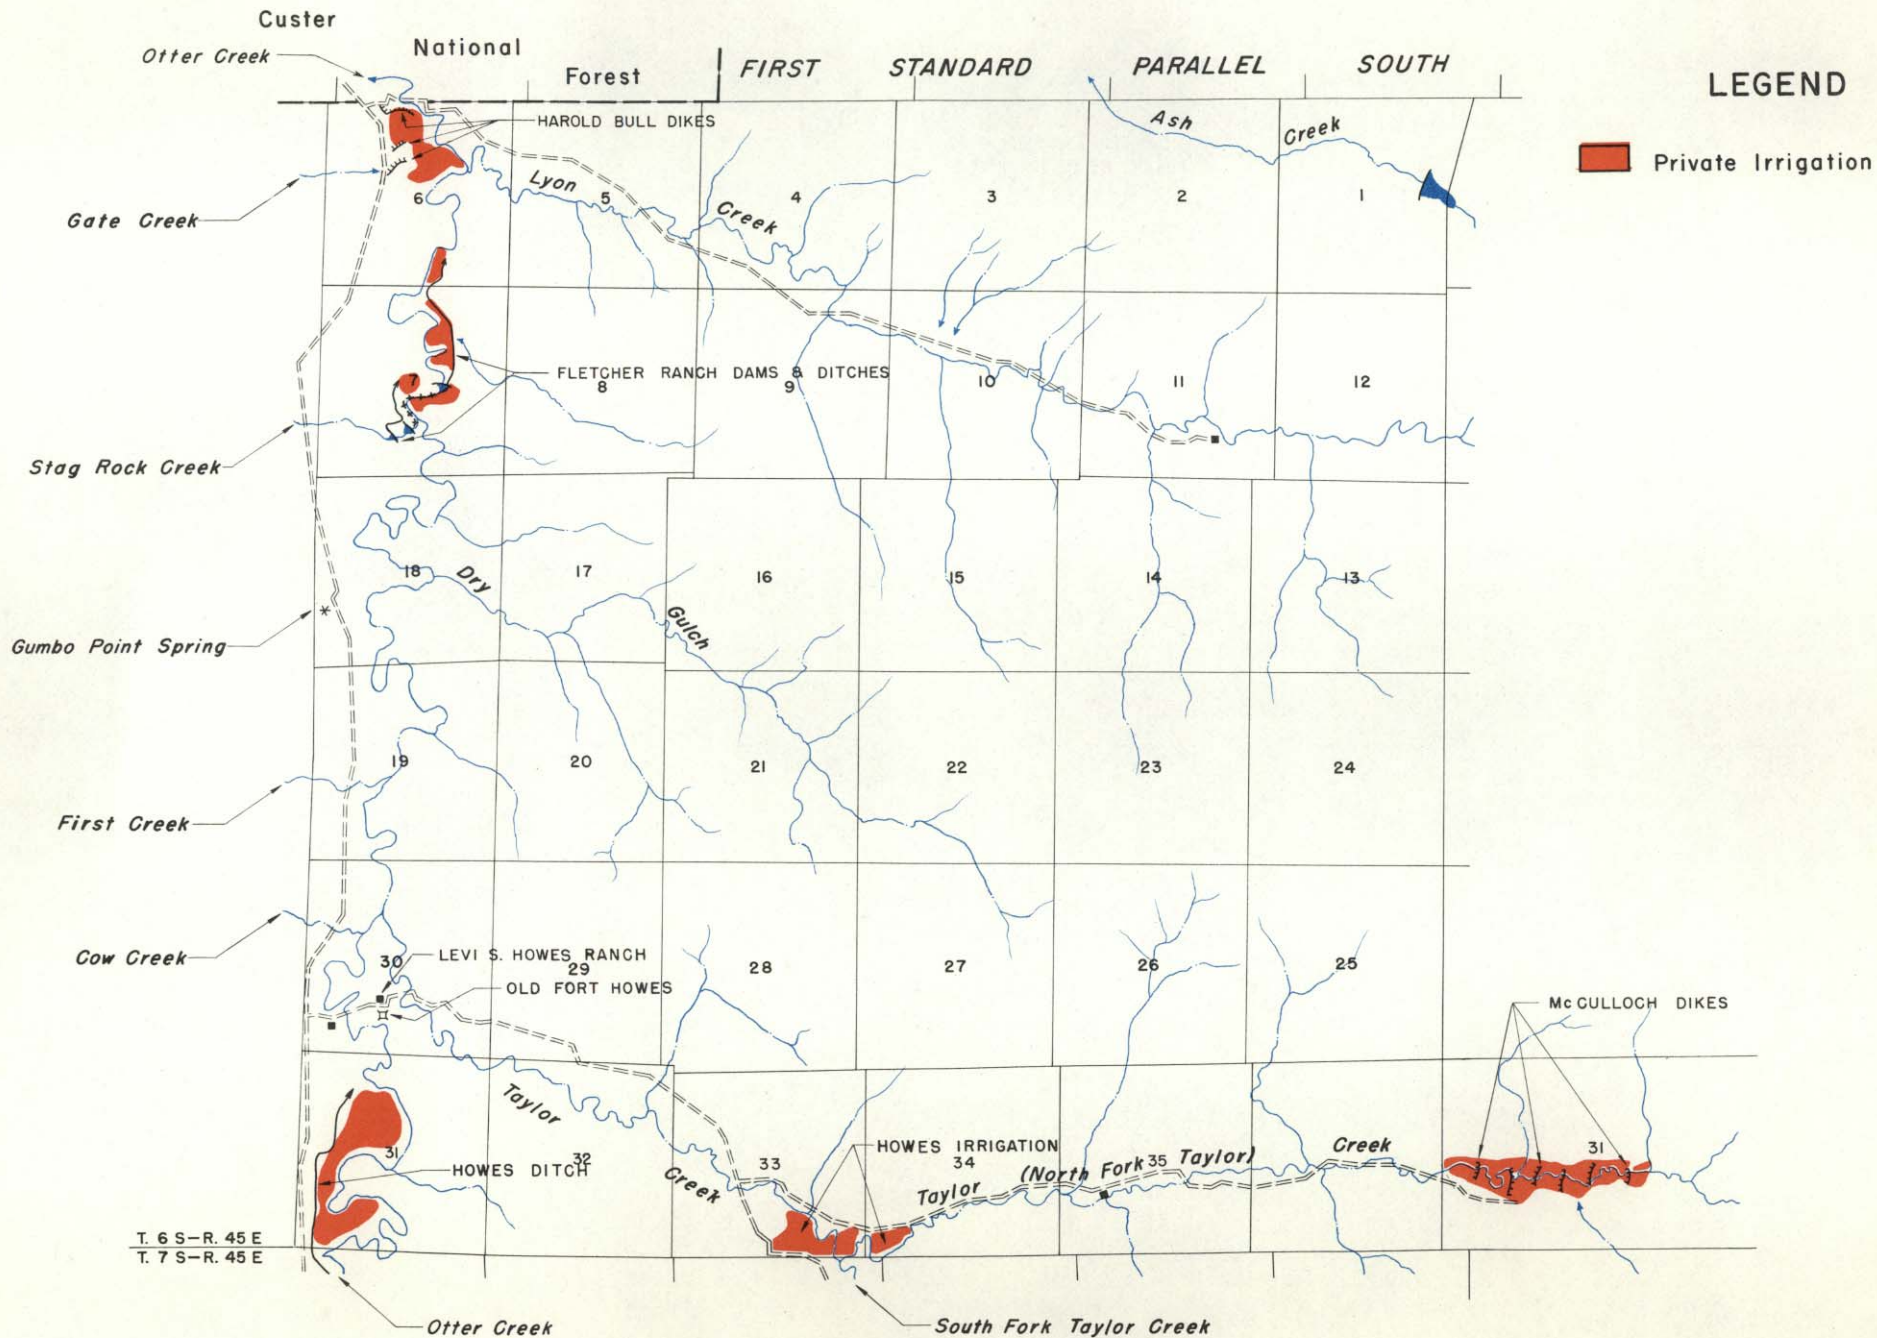 Custer
National
Forest
Otter Creek
FIRST STANDARD PARALLEL SOUTH
LEGEND
Private Irrigation
HAROLD BULL DIKES
Ash Creek
Gate Creek
Lyon Creek
6
5
4
3
2
1
FLETCHER RANCH DAMS & DITCHES
7
8
9
10
11
12
Stag Rock Creek
18
17
16
15
14
13
Dry Gulch
Gumbo Point Spring
19
20
21
22
23
24
First Creek
Cow Creek
LEVI S. HOWES RANCH
30
29
28
27
26
25
OLD FORT HOWES
Mc CULLOCH DIKES
Taylor Creek
HOWES IRRIGATION
31
32
33
34
35
31
HOWES DITCH
Taylor (North Fork Taylor) Creek
T. 6 S-R. 45 E
T. 7 S-R. 45 E
Otter Creek
South Fork Taylor Creek